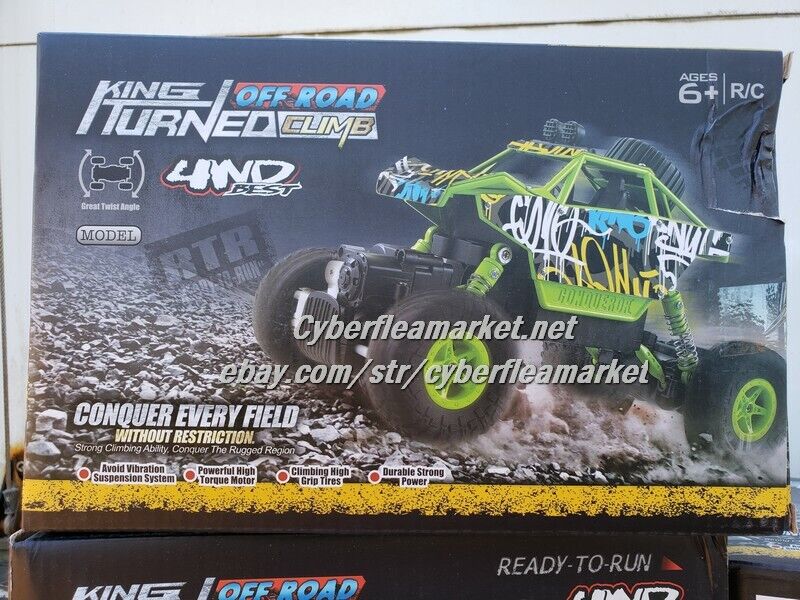 KING TURNED
OFF ROAD
CLIMB
AGES 6+ R/C
4WD
BEST
Great Twist Angle
MODEL
RTR
CONQUEROR
Cyberfleamarket.net
ebay.com/str/cyberfleamarket
CONQUER EVERY FIELD
WITHOUT RESTRICTION.
Strong Climbing Ability, Conquer The Rugged Region
Avoid Vibration Suspension System
Powerful High Torque Motor
Climbing High Grip Tires
Durable Strong Power
READY-TO-RUN
KING
OFF ROAD
4WD